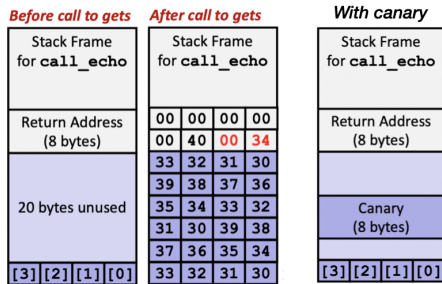 Before call to gets
Stack Frame
for call_echo
Return Address
(8 bytes)
20 bytes unused
[3] [2] [1] [0]
After call to gets
Stack Frame
for call_echo
00 00 00 00
00 40 00 34
33 32 31 30
39 38 37 36
35 34 33 32
31 30 39 38
37 36 35 34
33 32 31 30
With canary
Stack Frame
for call_echo
Return Address
(8 bytes)
Canary
(8 bytes)
[3] [2] [1] [0]